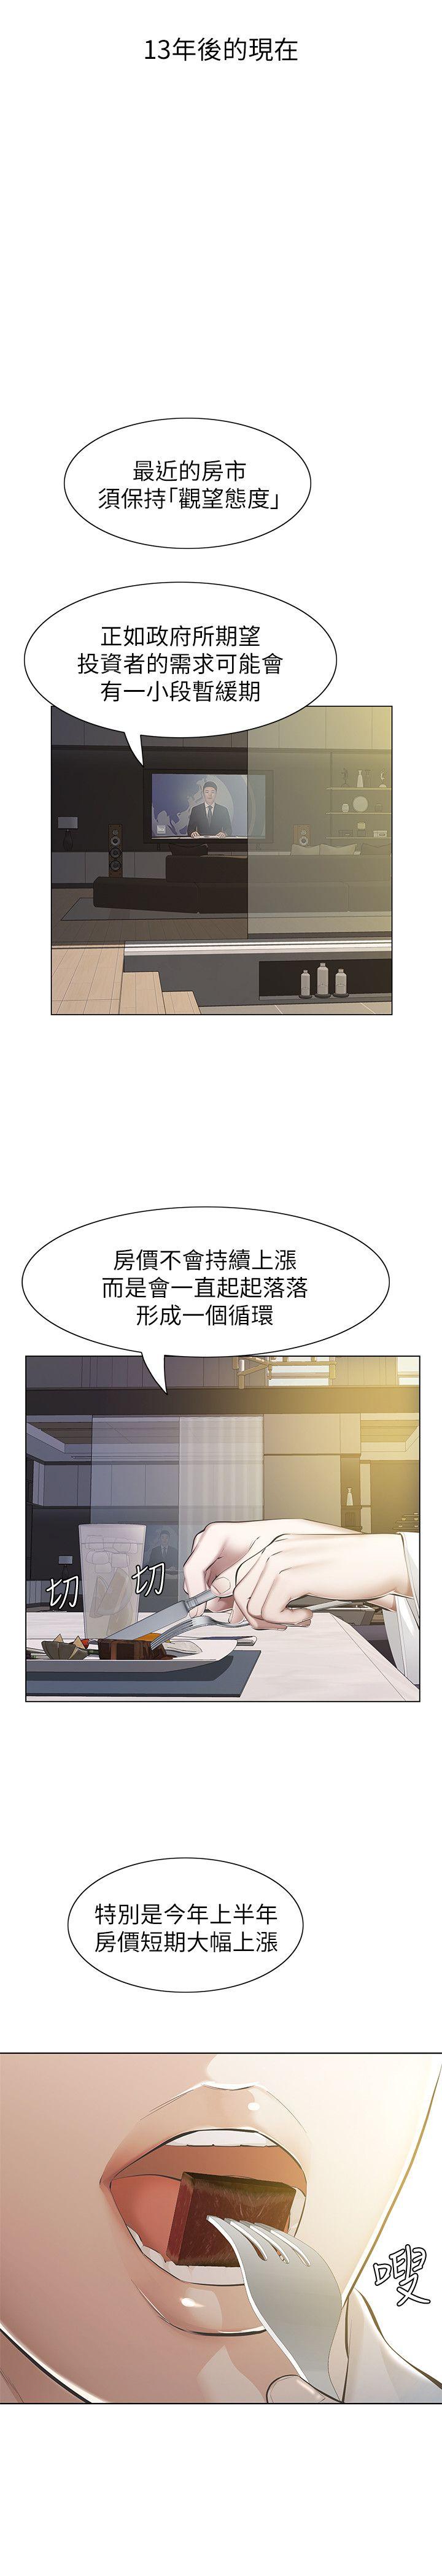 13年後的現在
最近的房市
須保持「觀望態度」
正如政府所期望
投資者的需求可能會
有一小段暫緩期
房價不會持續上漲
而是會一直起起落落
形成一個循環
切
切
特別是今年上半年
房價短期大幅上漲
嗖